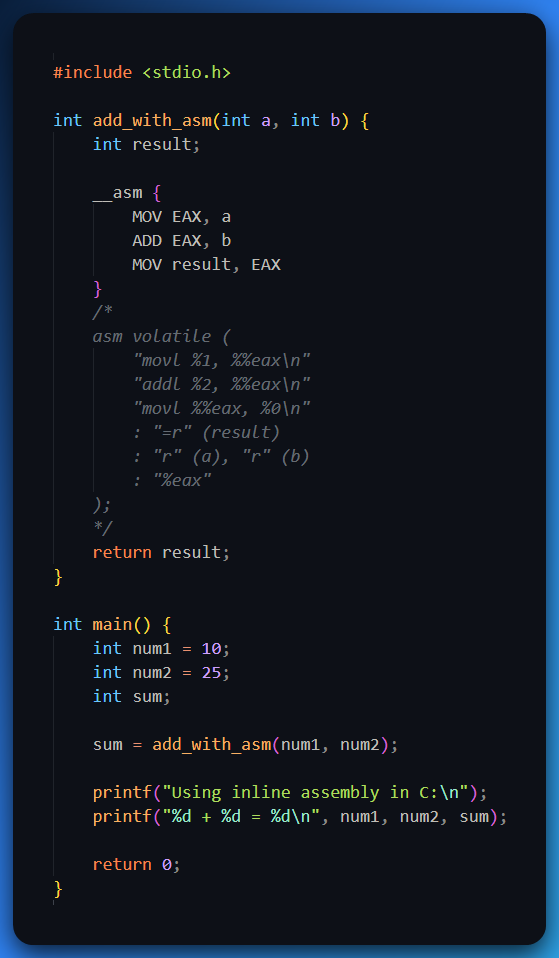 #include <stdio.h>

int add_with_asm(int a, int b) {
    int result;

    __asm {
        MOV EAX, a
        ADD EAX, b
        MOV result, EAX
    }
    /*
    asm volatile (
        "movl %1, %%eax\n"
        "addl %2, %%eax\n"
        "movl %%eax, %0\n"
        : "=r" (result)
        : "r" (a), "r" (b)
        : "%eax"
    );
    */
    return result;
}

int main() {
    int num1 = 10;
    int num2 = 25;
    int sum;

    sum = add_with_asm(num1, num2);

    printf("Using inline assembly in C:\n");
    printf("%d + %d = %d\n", num1, num2, sum);

    return 0;
}